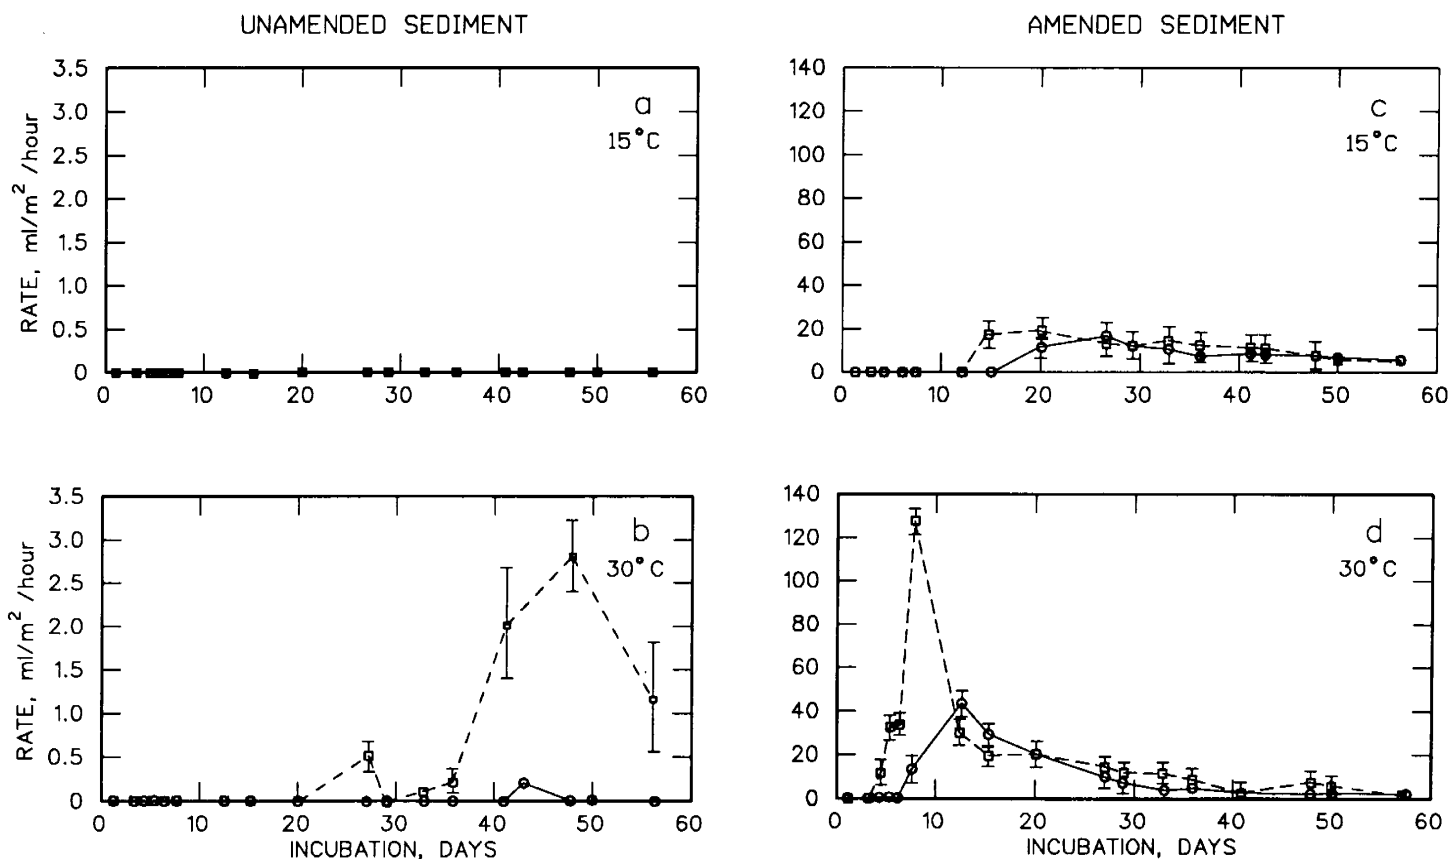 UNAMENDED SEDIMENT
AMENDED SEDIMENT
RATE, ml/m² /hour
3.5
3.0
2.5
2.0
1.5
1.0
0.5
0
a
15°C
0 10 20 30 40 50 60
140
120
100
80
60
40
20
0
c
15°C
0 10 20 30 40 50 60
RATE, ml/m² /hour
3.5
3.0
2.5
2.0
1.5
1.0
0.5
0
b
30°C
0 10 20 30 40 50 60
INCUBATION, DAYS
140
120
100
80
60
40
20
0
d
30°C
0 10 20 30 40 50 60
INCUBATION, DAYS